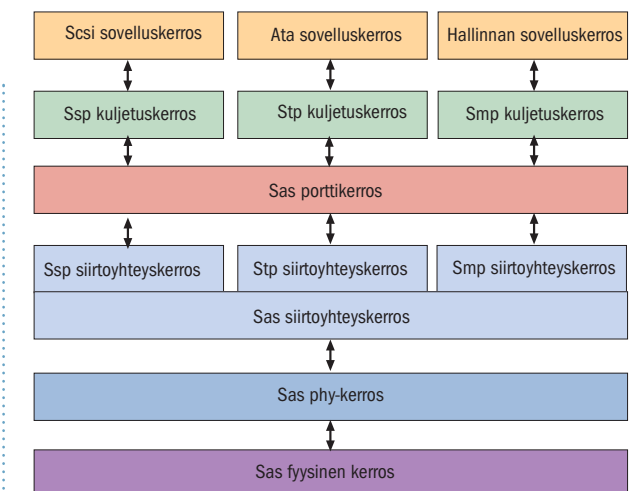 Scsi sovelluskerros
Ata sovelluskerros
Hallinnan sovelluskerros
Ssp kuljetuskerros
Stp kuljetuskerros
Smp kuljetuskerros
Sas porttikerros
Ssp siirtoyhteyskerros
Stp siirtoyhteyskerros
Smp siirtoyhteyskerros
Sas siirtoyhteyskerros
Sas phy-kerros
Sas fyysinen kerros